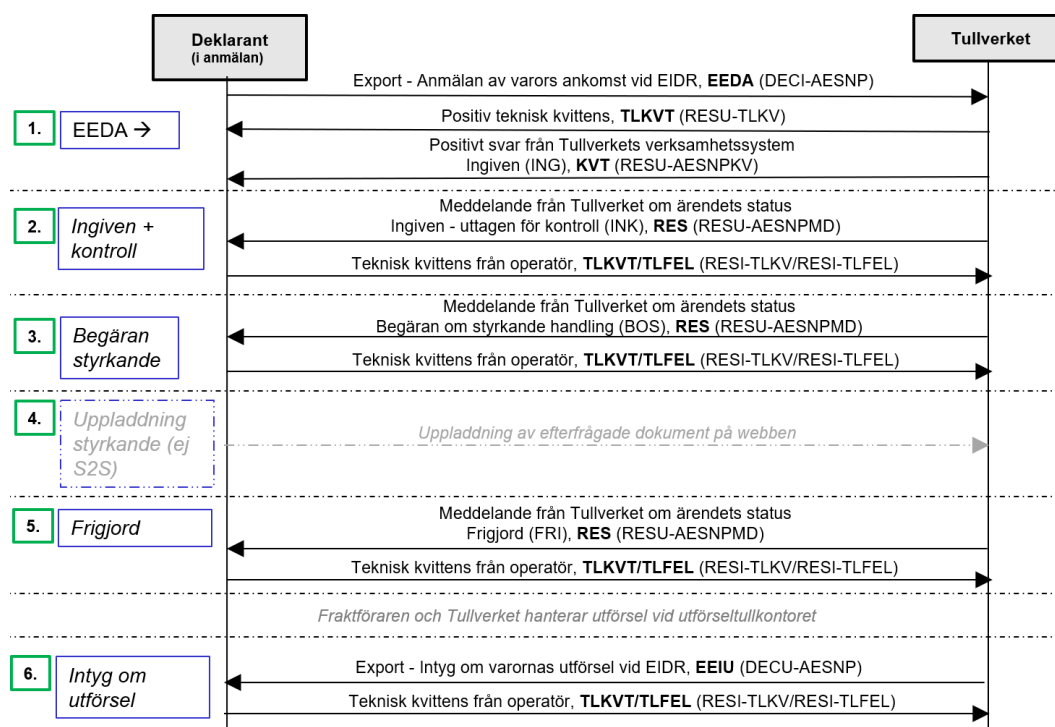 Deklarant
(i anmälan)
Tullverket
Export - Anmälan av varors ankomst vid EIDR, EEDA (DECI-AESNP)
1.
EEDA →
Positiv teknisk kvittens, TLKVT (RESU-TLKV)
Positivt svar från Tullverkets verksamhetssystem
Ingiven (ING), KVT (RESU-AESNPKV)
2.
Ingiven +
kontroll
Meddelande från Tullverket om ärendets status
Ingiven - uttagen för kontroll (INK), RES (RESU-AESNPMD)
Teknisk kvittens från operatör, TLKVT/TLFEL (RESI-TLKV/RESI-TLFEL)
3.
Begäran
styrkande
Meddelande från Tullverket om ärendets status
Begäran om styrkande handling (BOS), RES (RESU-AESNPMD)
Teknisk kvittens från operatör, TLKVT/TLFEL (RESI-TLKV/RESI-TLFEL)
4.
Uppladdning
styrkande (ej
S2S)
Uppladdning av efterfrågade dokument på webben
5.
Frigjord
Meddelande från Tullverket om ärendets status
Frigjord (FRI), RES (RESU-AESNPMD)
Teknisk kvittens från operatör, TLKVT/TLFEL (RESI-TLKV/RESI-TLFEL)
Fraktföraren och Tullverket hanterar utförsel vid utförseltullkontoret
6.
Intyg om
utförsel
Export - Intyg om varornas utförsel vid EIDR, EEIU (DECU-AESNP)
Teknisk kvittens från operatör, TLKVT/TLFEL (RESI-TLKV/RESI-TLFEL)